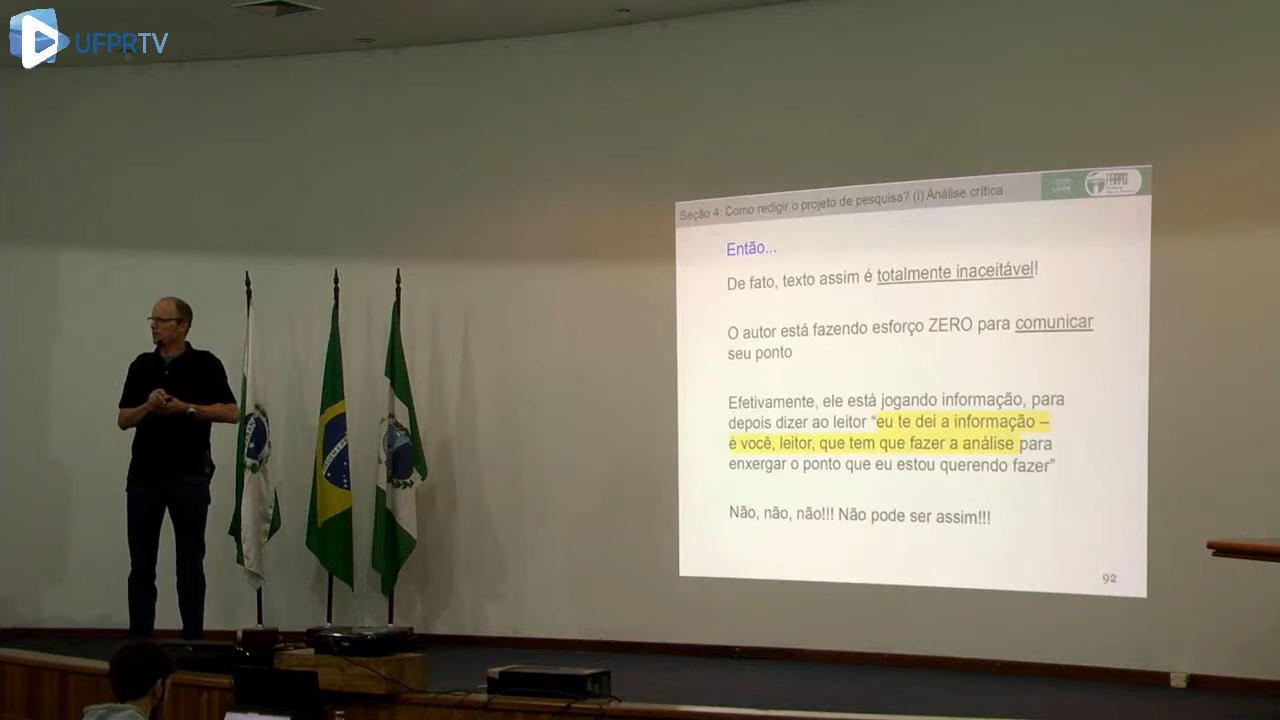 UFPRTV
Seção 4: Como redigir o projeto de pesquisa? (I) Análise crítica
Então...
De fato, texto assim é totalmente inaceitável!
O autor está fazendo esforço ZERO para comunicar
seu ponto
Efetivamente, ele está jogando informação, para
depois dizer ao leitor “eu te dei a informação –
é você, leitor, que tem que fazer a análise para
enxergar o ponto que eu estou querendo fazer”
Não, não, não!!! Não pode ser assim!!!
92